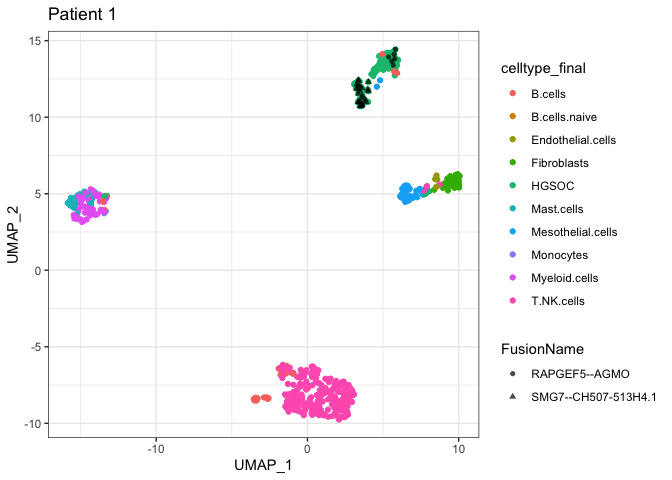 Patient 1
15
10
5
0
-5
-10
-10
0
10
UMAP_1
UMAP_2
celltype_final
B.cells
B.cells.naive
Endothelial.cells
Fibroblasts
HGSOC
Mast.cells
Mesothelial.cells
Monocytes
Myeloid.cells
T.NK.cells
FusionName
RAPGEF5--AGMO
SMG7--CH507-513H4.1